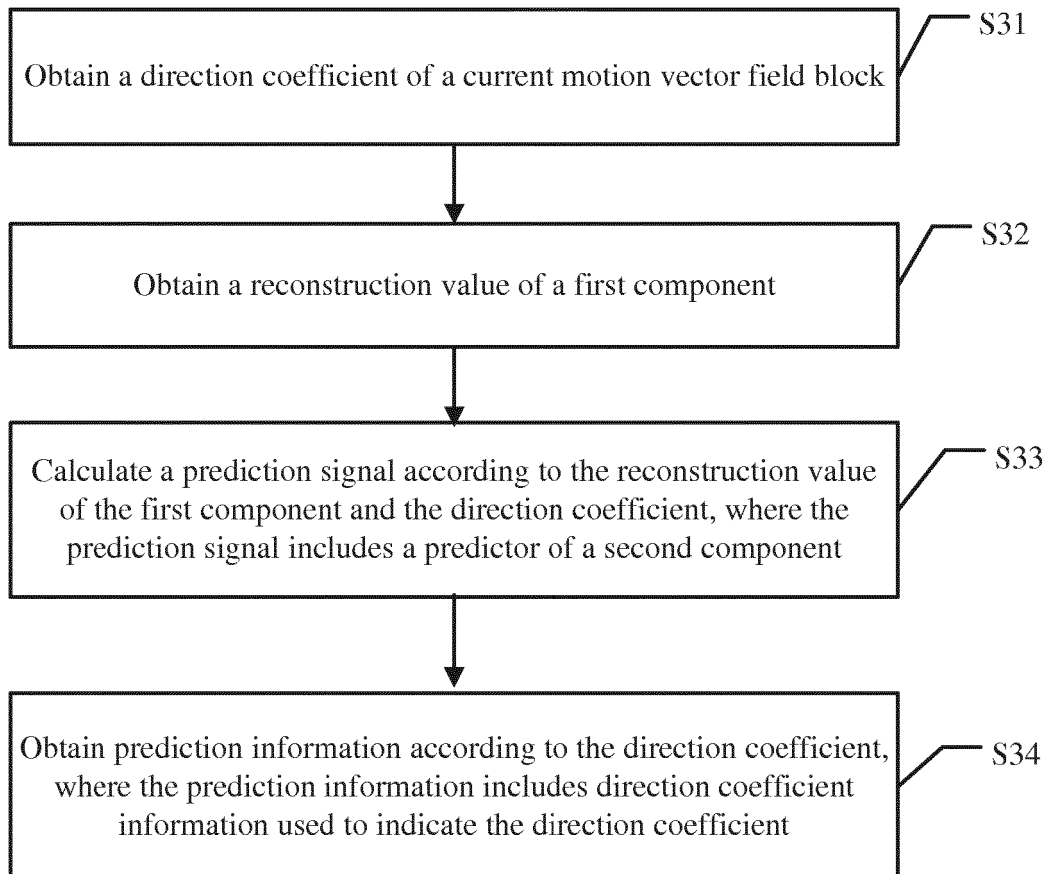 S31
Obtain a direction coefficient of a current motion vector field block
S32
Obtain a reconstruction value of a first component
S33
Calculate a prediction signal according to the reconstruction value
of the first component and the direction coefficient, where the
prediction signal includes a predictor of a second component
S34
Obtain prediction information according to the direction coefficient,
where the prediction information includes direction coefficient
information used to indicate the direction coefficient